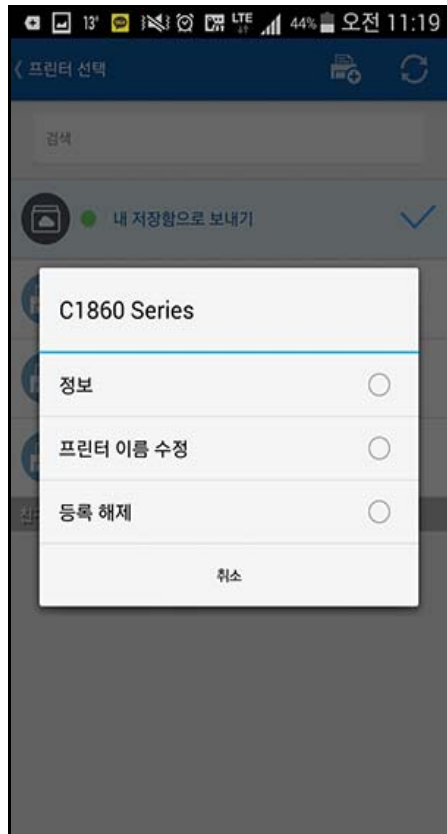 13° LTE 44% 오전 11:19
프린터 선택
검색
내 저장함으로 보내기
C1860 Series
정보
프린터 이름 수정
등록 해제
취소